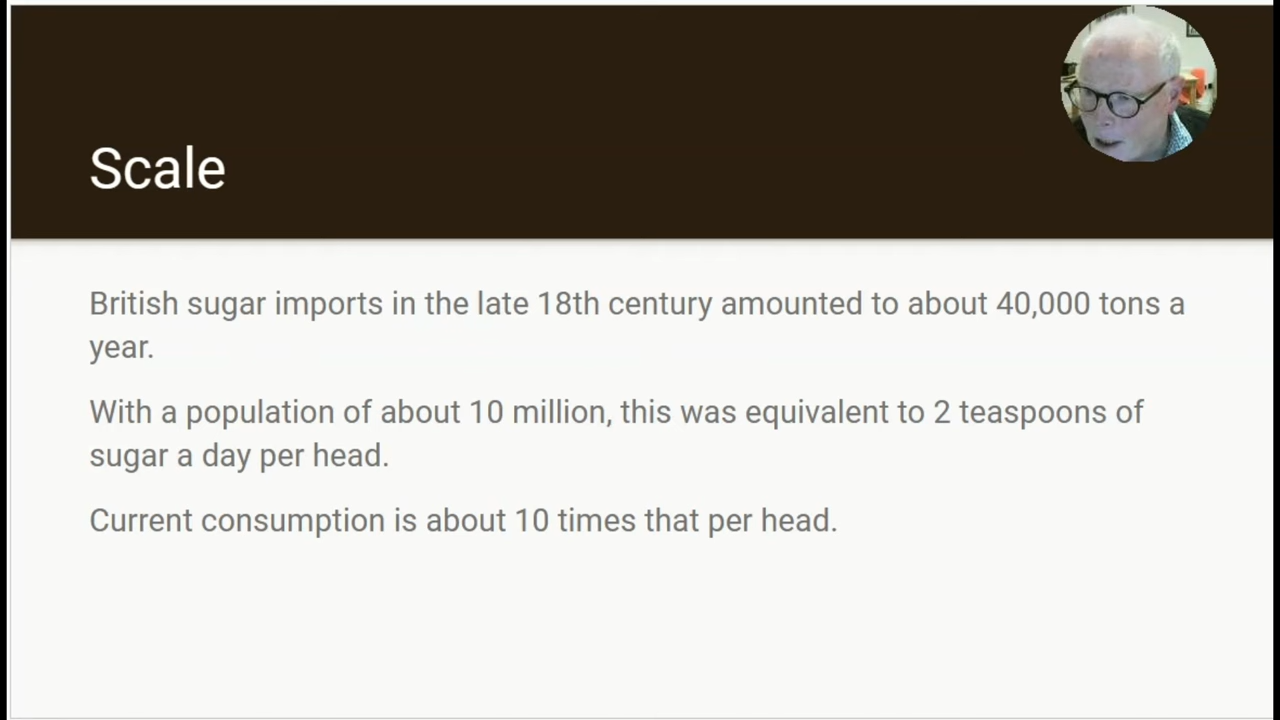 Scale
British sugar imports in the late 18th century amounted to about 40,000 tons a
year.
With a population of about 10 million, this was equivalent to 2 teaspoons of
sugar a day per head.
Current consumption is about 10 times that per head.